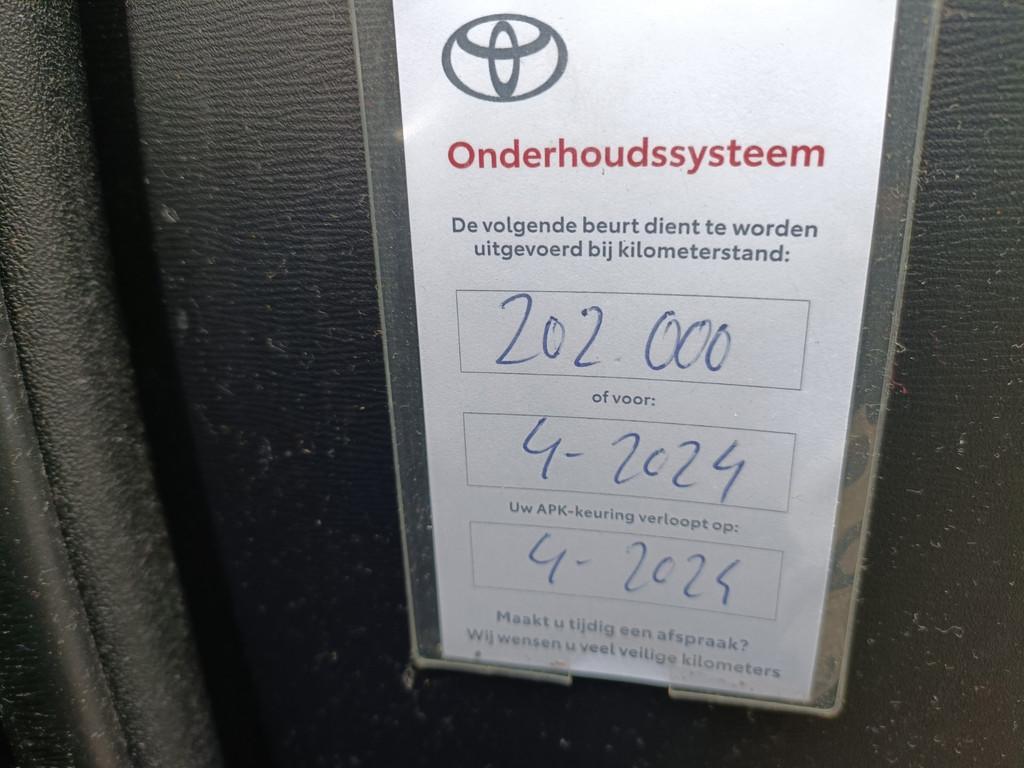 Onderhoudssysteem
De volgende beurt dient te worden
uitgevoerd bij kilometerstand:
202.000
of voor:
4-2024
Uw APK-keuring verloopt op:
4-2024
Maakt u tijdig een afspraak?
Wij wensen u veel veilige kilometers